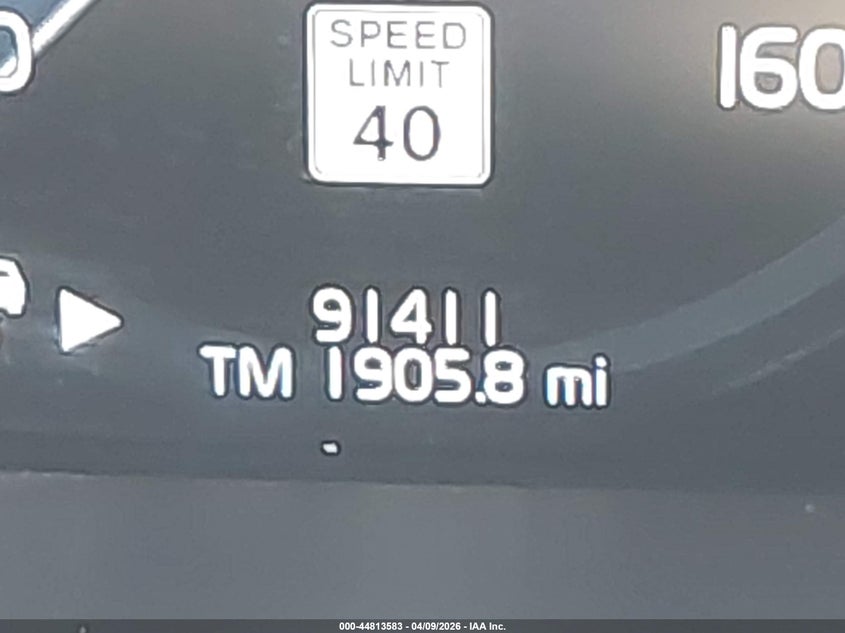 SPEED
LIMIT
40
160
91411
TM 1905.8 mi
000-44813583 - 04/09/2026 - IAA Inc.